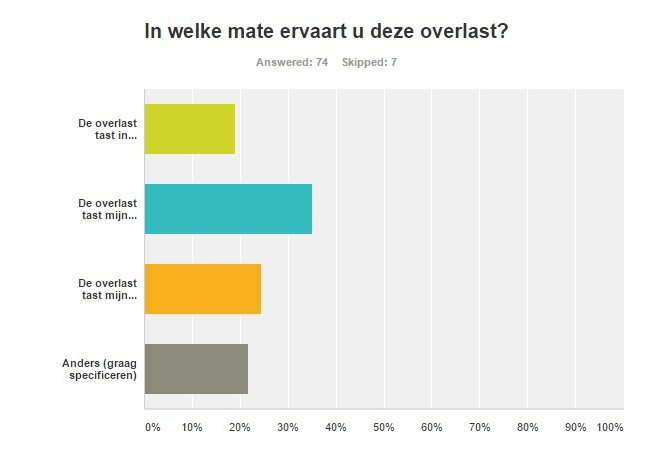 In welke mate ervaart u deze overlast?
Answered: 74 Skipped: 7
De overlast
tast in...
De overlast
tast mijn...
De overlast
tast mijn...
Anders (graag
specificeren)
0% 10% 20% 30% 40% 50% 60% 70% 80% 90% 100%